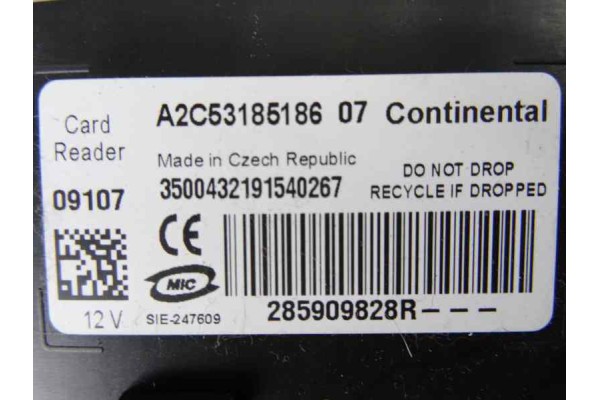 Card
Reader
09107
12 V
A2C53185186 07 Continental
Made in Czech Republic
3500432191540267
DO NOT DROP
RECYCLE IF DROPPED
CE
MIC
SIE-247609
285909828R---